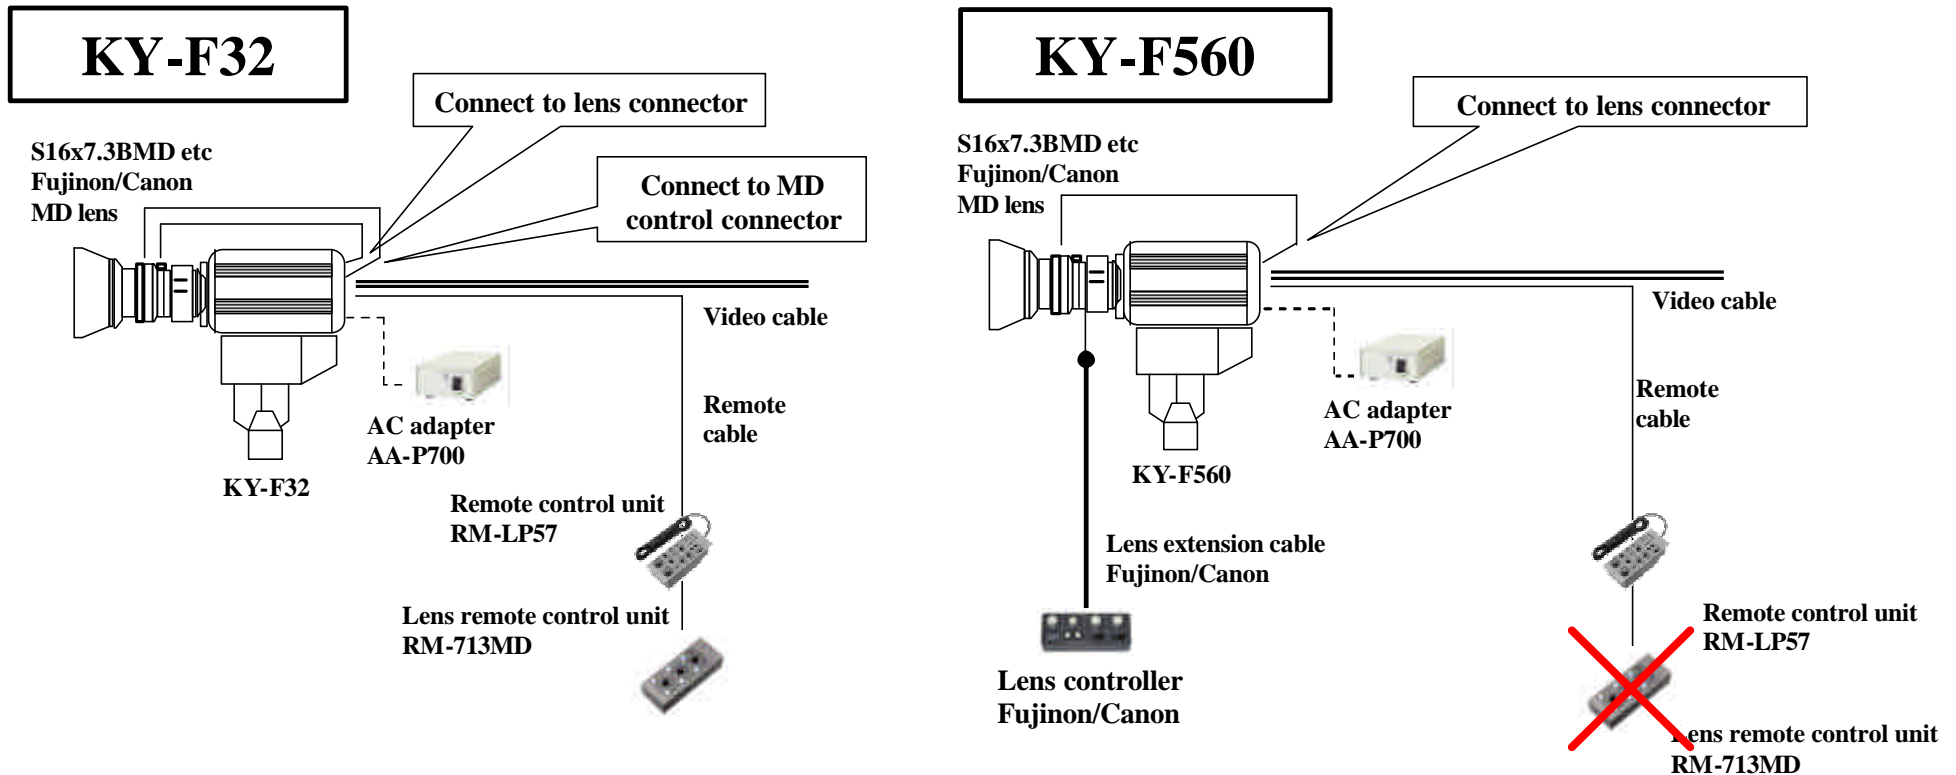 KY-F32
Connect to lens connector
S16x7.3BMD etc
Fujinon/Canon
MD lens
Connect to MD
control connector
Video cable
AC adapter
AA-P700
Remote
cable
KY-F32
Remote control unit
RM-LP57
Lens remote control unit
RM-713MD
KY-F560
Connect to lens connector
S16x7.3BMD etc
Fujinon/Canon
MD lens
Video cable
AC adapter
AA-P700
Remote
cable
KY-F560
Lens extension cable
Fujinon/Canon
Lens controller
Fujinon/Canon
Remote control unit
RM-LP57
Lens remote control unit
RM-713MD